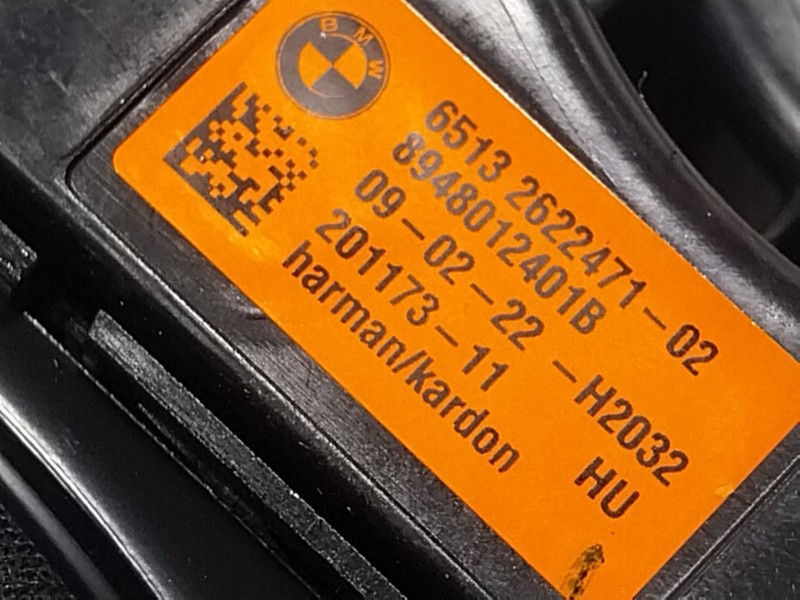 BMW
6513 2622471-02
8948012401B
09-02-22 -H2032
201173-11 HU
harman/kardon